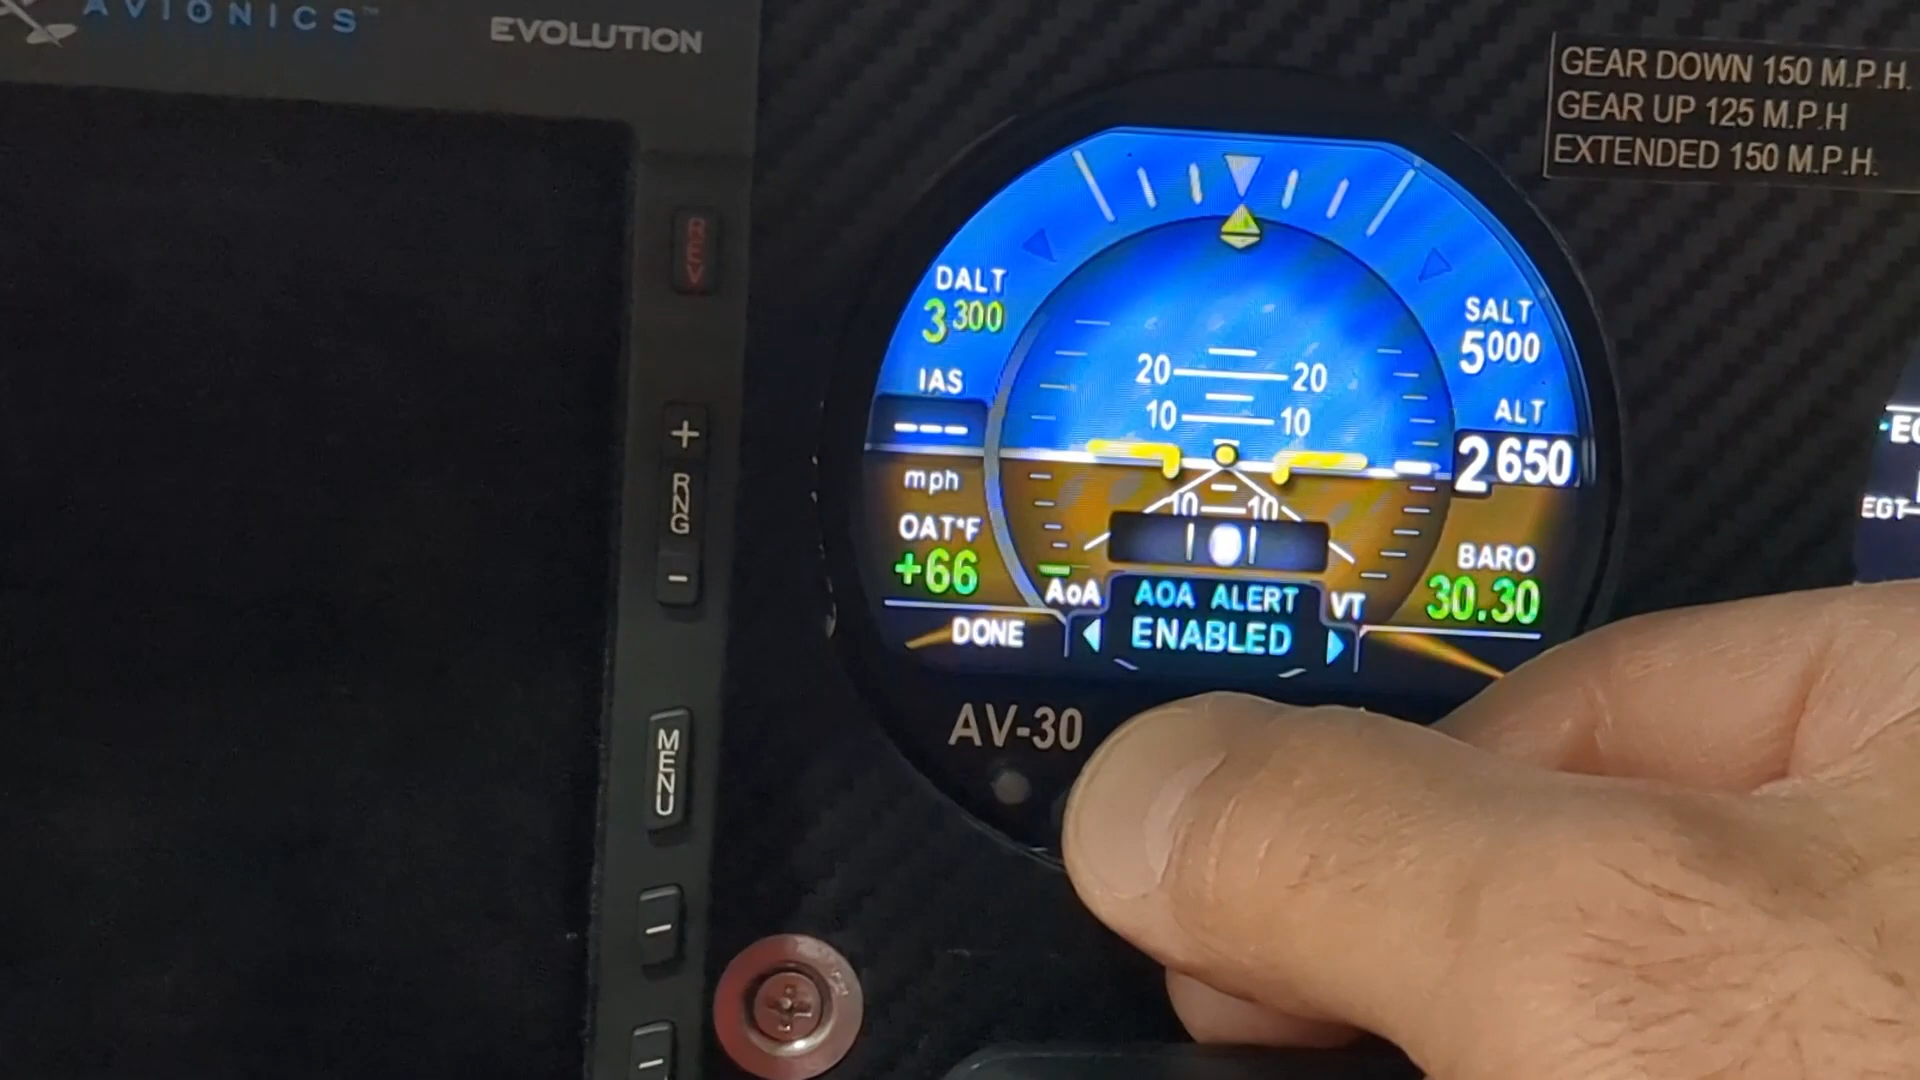 AVIONICS™
EVOLUTION
REV
+
RNG
-
MENU
-
-
GEAR DOWN 150 M.P.H.
GEAR UP 125 M.P.H
EXTENDED 150 M.P.H.
DALT
3300
IAS
---
mph
OAT°F
+66
DONE
20 20
10 10
10 10
AoA
AOA ALERT
ENABLED
VT
SALT
5000
ALT
2650
BARO
30.30
AV-30
EGT